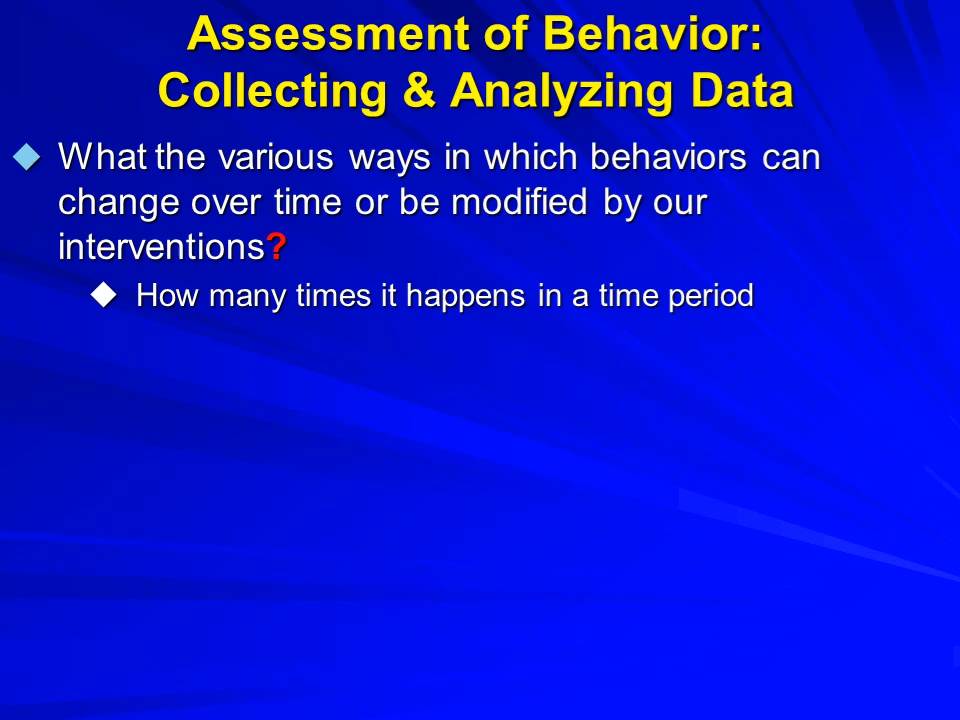 Assessment of Behavior:
Collecting & Analyzing Data
What the various ways in which behaviors can
change over time or be modified by our
interventions?
How many times it happens in a time period